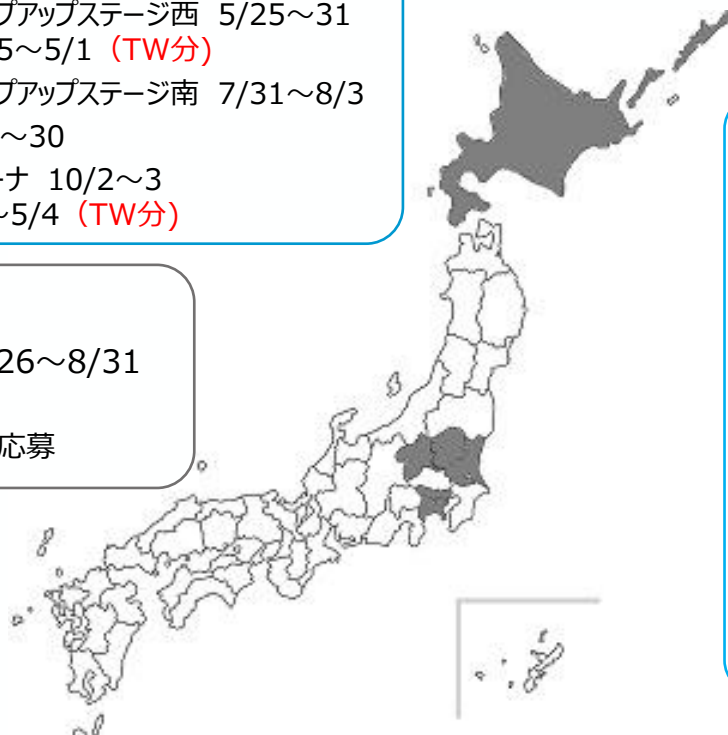 プアップステージ西 5/25～31
5～5/1（TW分)
プアップステージ南 7/31～8/3
～30
ーナ 10/2～3
～5/4（TW分)
26～8/31
応募